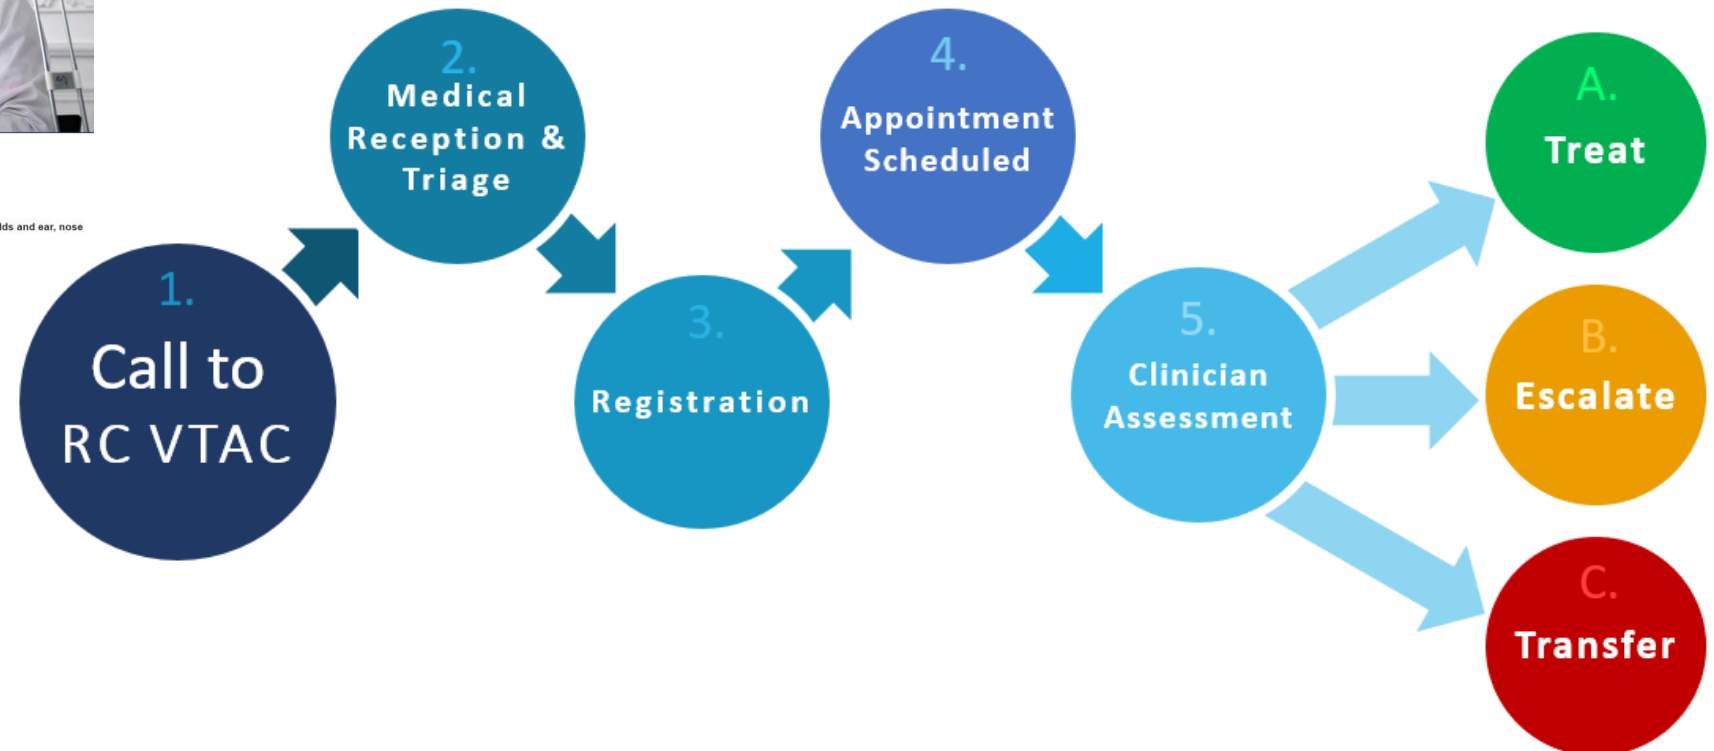 lds and ear, nose
1.
Call to
RC VTAC
2.
Medical
Reception &
Triage
3.
Registration
4.
Appointment
Scheduled
5.
Clinician
Assessment
A.
Treat
B.
Escalate
C.
Transfer